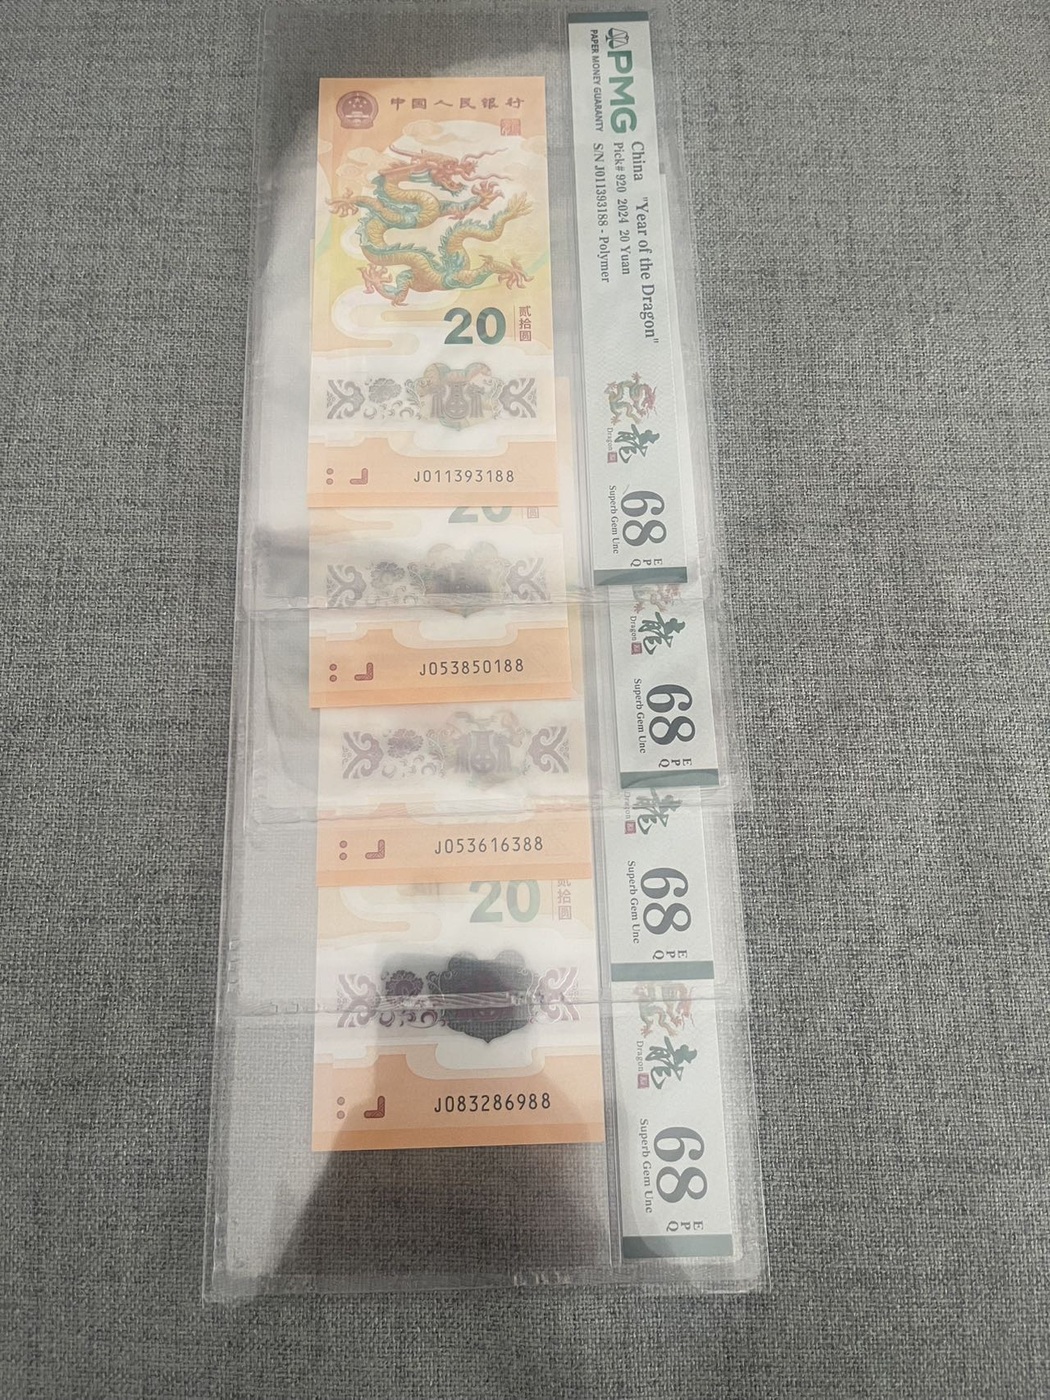 中国人民银行
20
贰拾圆
J011393188
PMG
PAPER MONEY GUARANTY
China "Year of the Dragon"
Pick# 920 2024 20 Yuan
S/N J011393188 - Polymer
龍
Dragon
68
Superb Gem Unc
EPQ
20
圆
J053850188
龍
Dragon
68
Superb Gem Unc
EPQ
J053616388
龍
Dragon
68
Superb Gem Unc
EPQ
20
贰拾圆
J083286988
龍
Dragon
68
Superb Gem Unc
EPQ